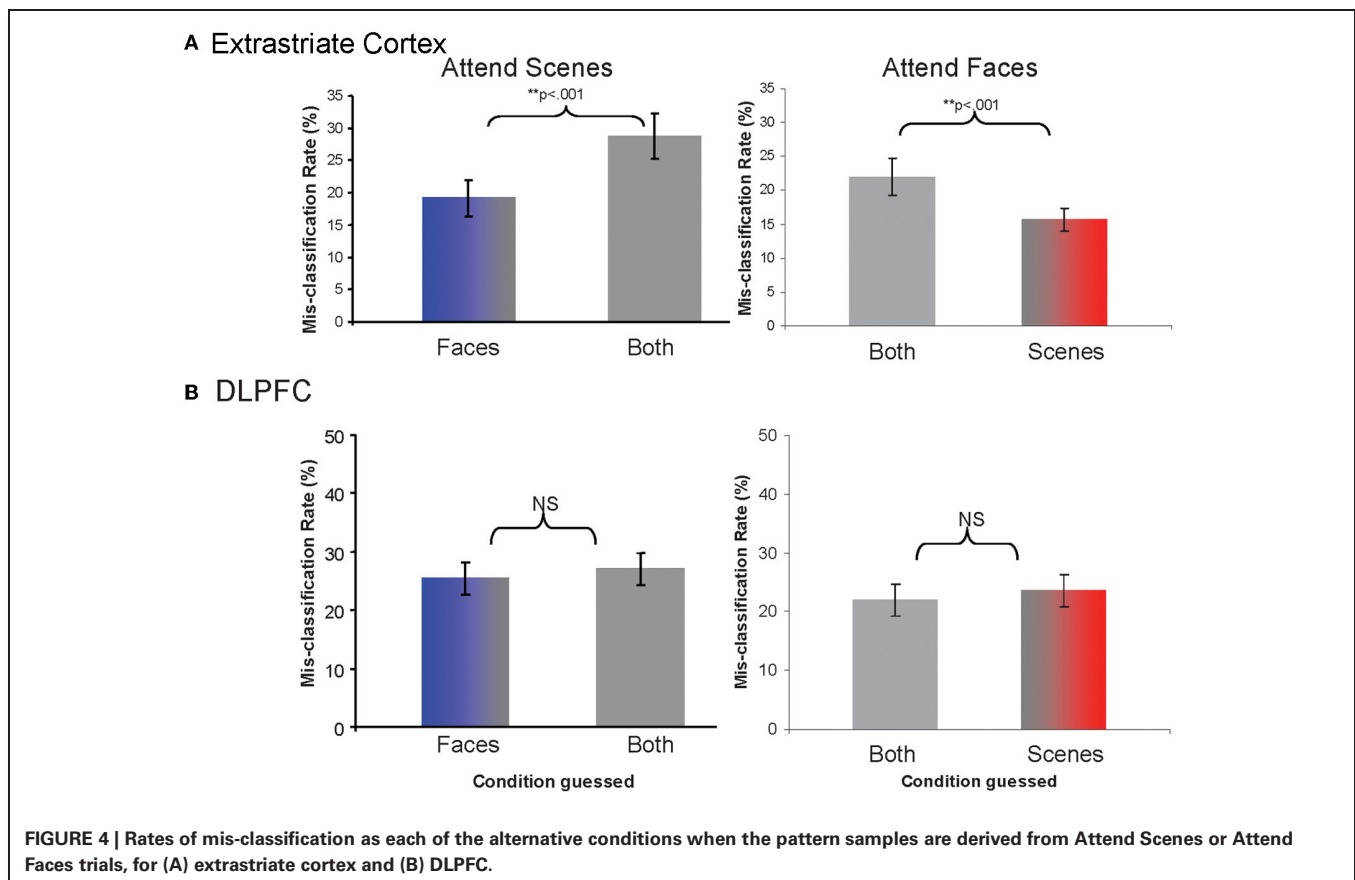 A Extrastriate Cortex
Attend Scenes
Attend Faces
Mis-classification Rate (%)
35
30
25
20
15
10
5
0
**p<.001
Faces Both
Mis-classification Rate (%)
35
30
25
20
15
10
5
0
**p<.001
Both Scenes
B DLPFC
Mis-classification Rate (%)
50
40
30
20
10
0
NS
Faces Both
Condition guessed
Mis-classification Rate (%)
50
40
30
20
10
0
NS
Both Scenes
Condition guessed
FIGURE 4 | Rates of mis-classification as each of the alternative conditions when the pattern samples are derived from Attend Scenes or Attend
Faces trials, for (A) extrastriate cortex and (B) DLPFC.